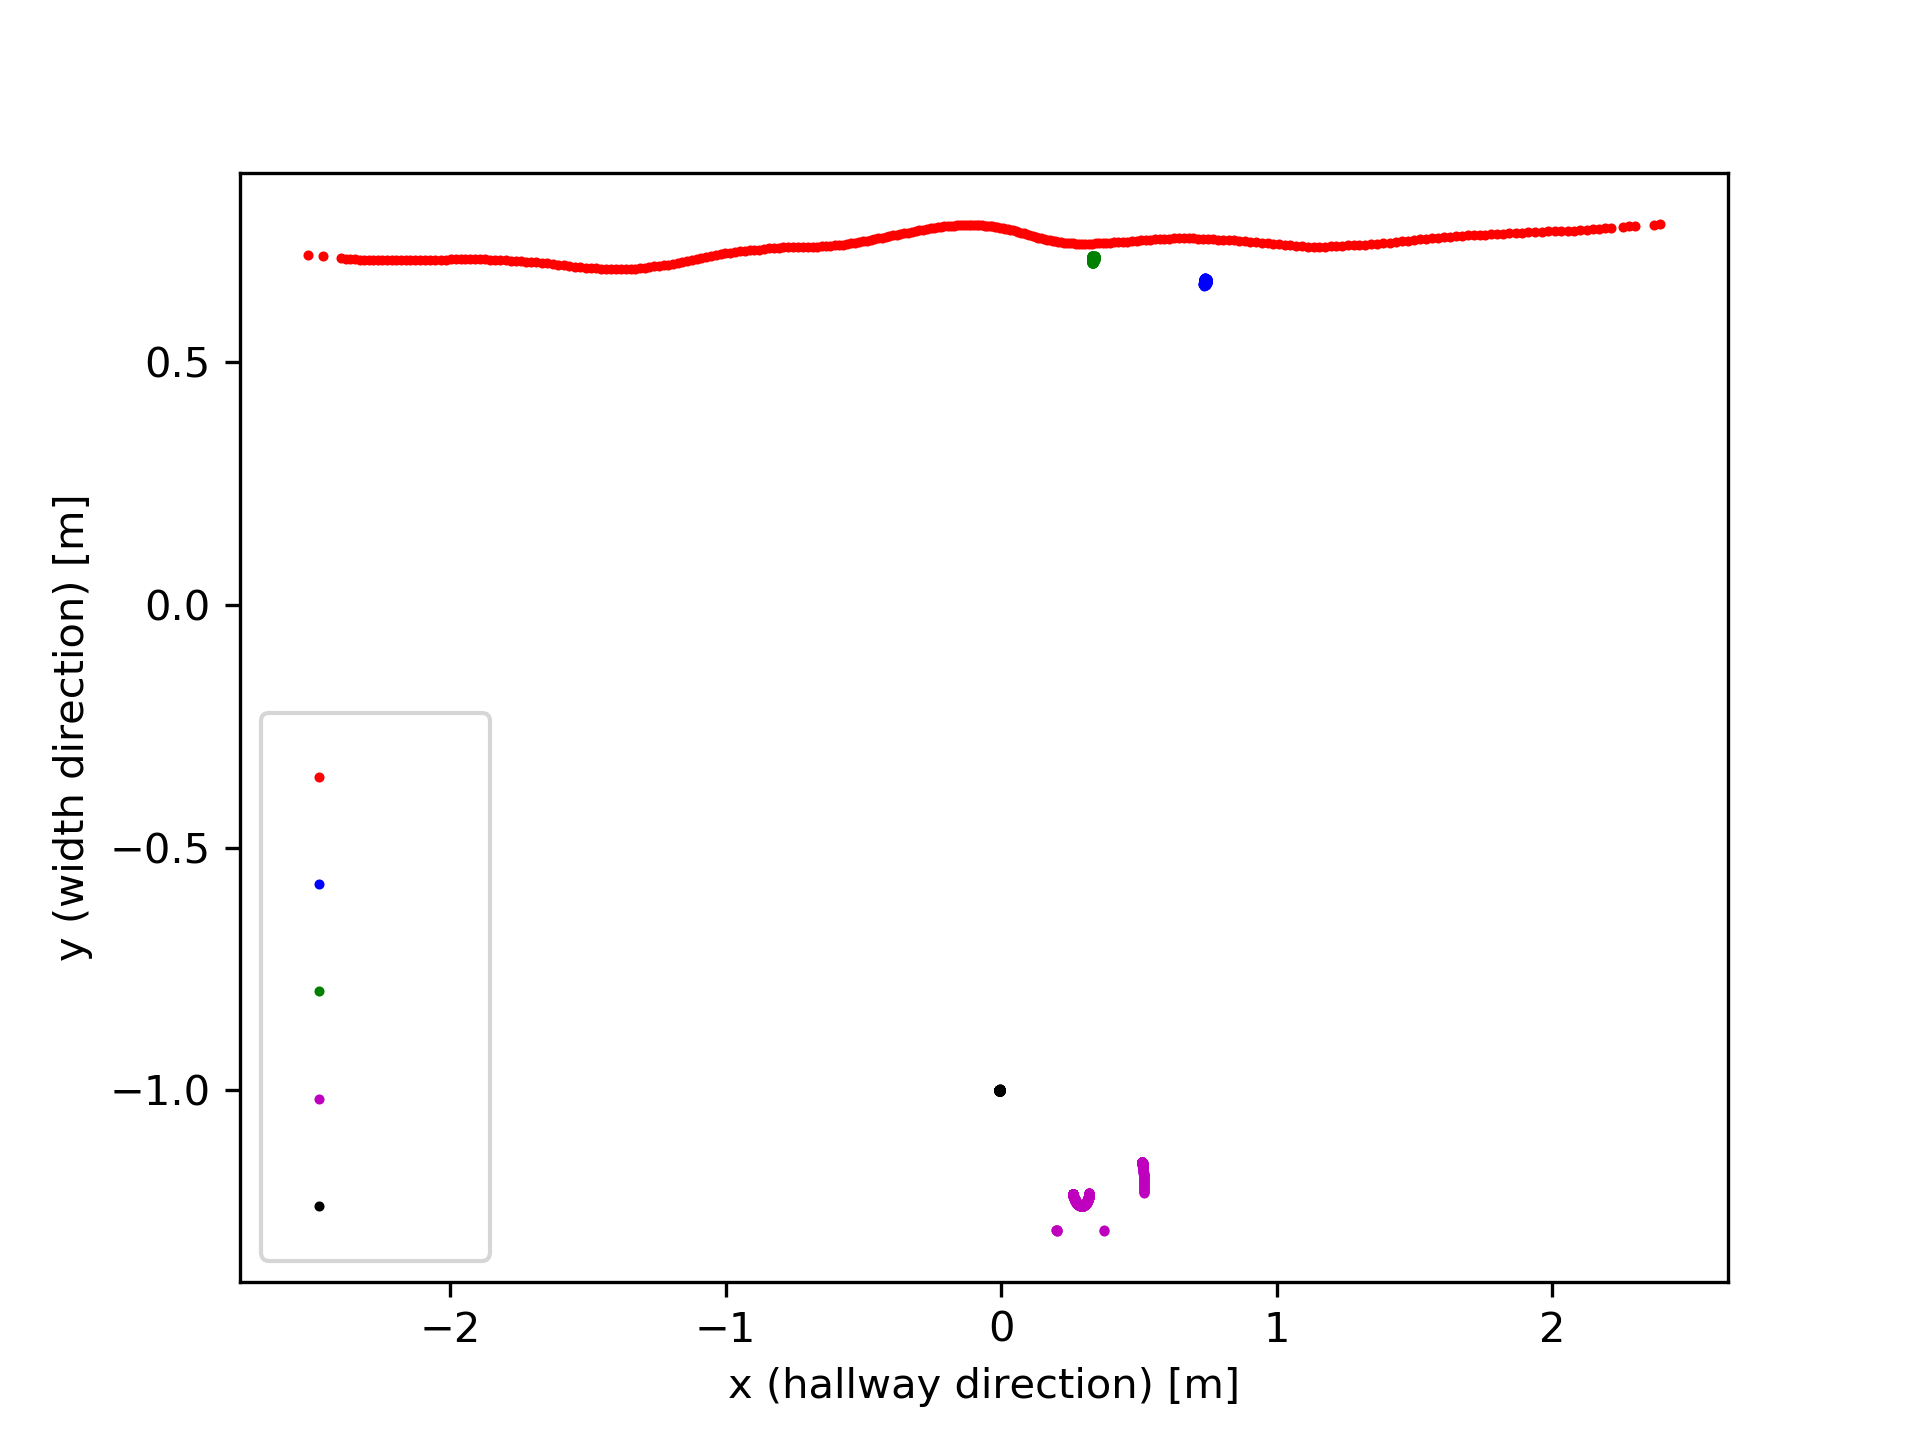 0.5
0.0
−0.5
−1.0
y (width direction) [m]
−2 −1 0 1 2
x (hallway direction) [m]